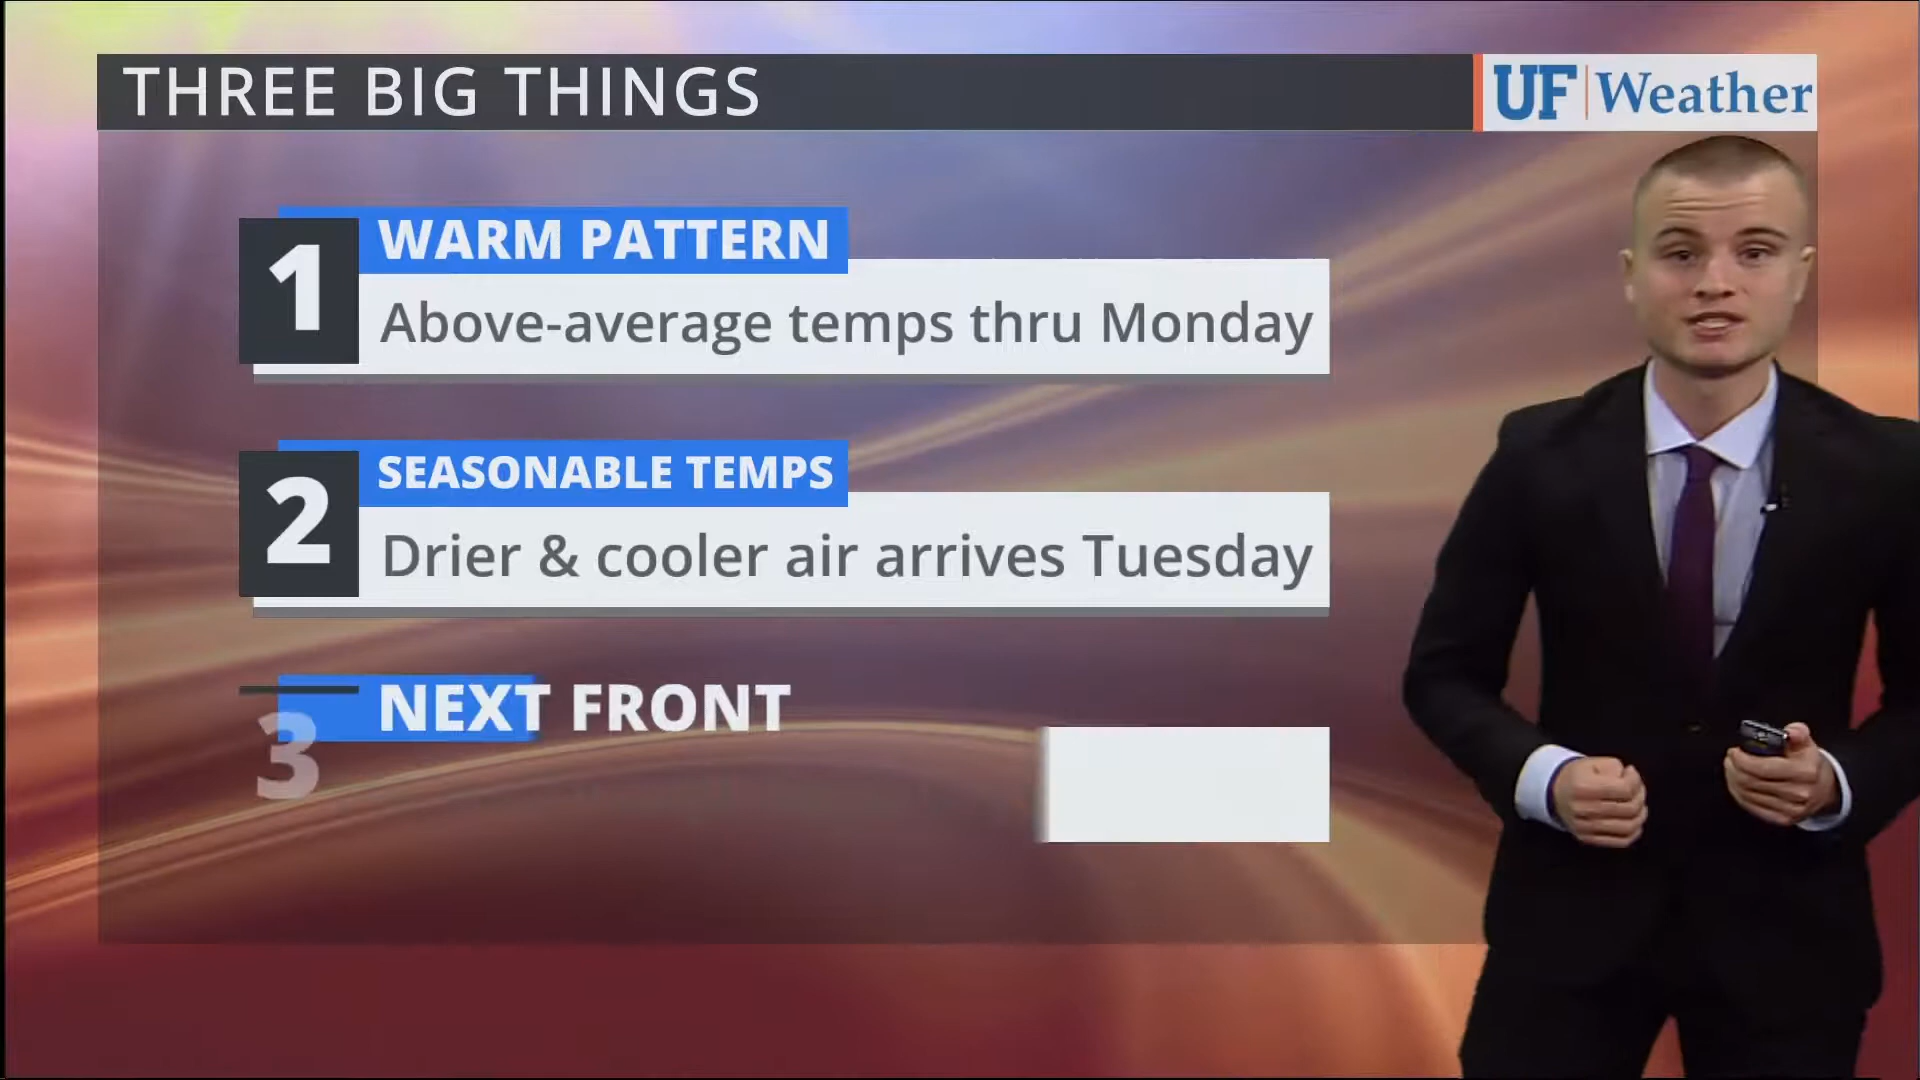 THREE BIG THINGS
UF Weather
1
WARM PATTERN
Above-average temps thru Monday
2
SEASONABLE TEMPS
Drier & cooler air arrives Tuesday
3
NEXT FRONT